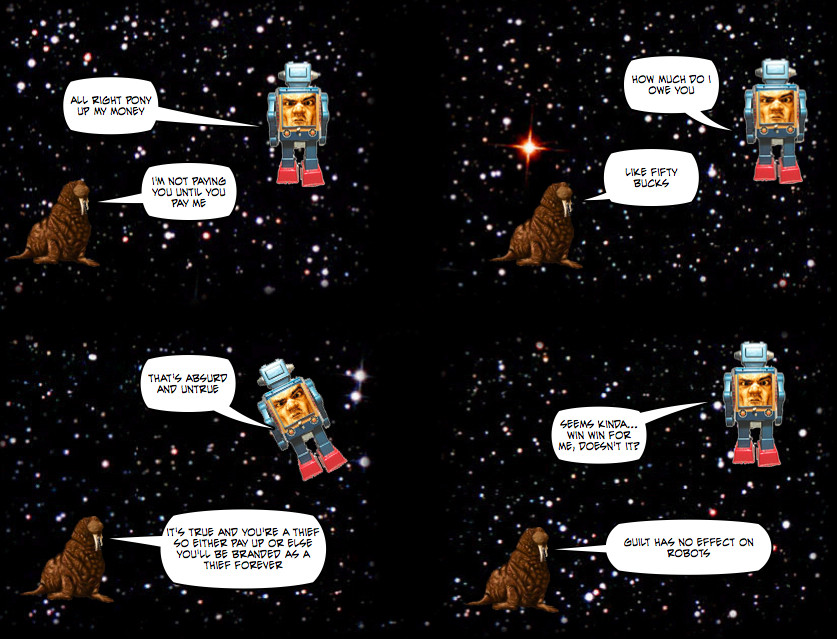 ALL RIGHT PONY
UP MY MONEY
I'M NOT PAYING
YOU UNTIL YOU
PAY ME
HOW MUCH DO I
OWE YOU
LIKE FIFTY
BUCKS
THAT'S ABSURD
AND UNTRUE
IT'S TRUE AND YOU'RE A THIEF
SO EITHER PAY UP OR ELSE
YOU'LL BE BRANDED AS A
THIEF FOREVER
SEEMS KINDA...
WIN WIN FOR
ME, DOESN'T IT?
GUILT HAS NO EFFECT ON
ROBOTS